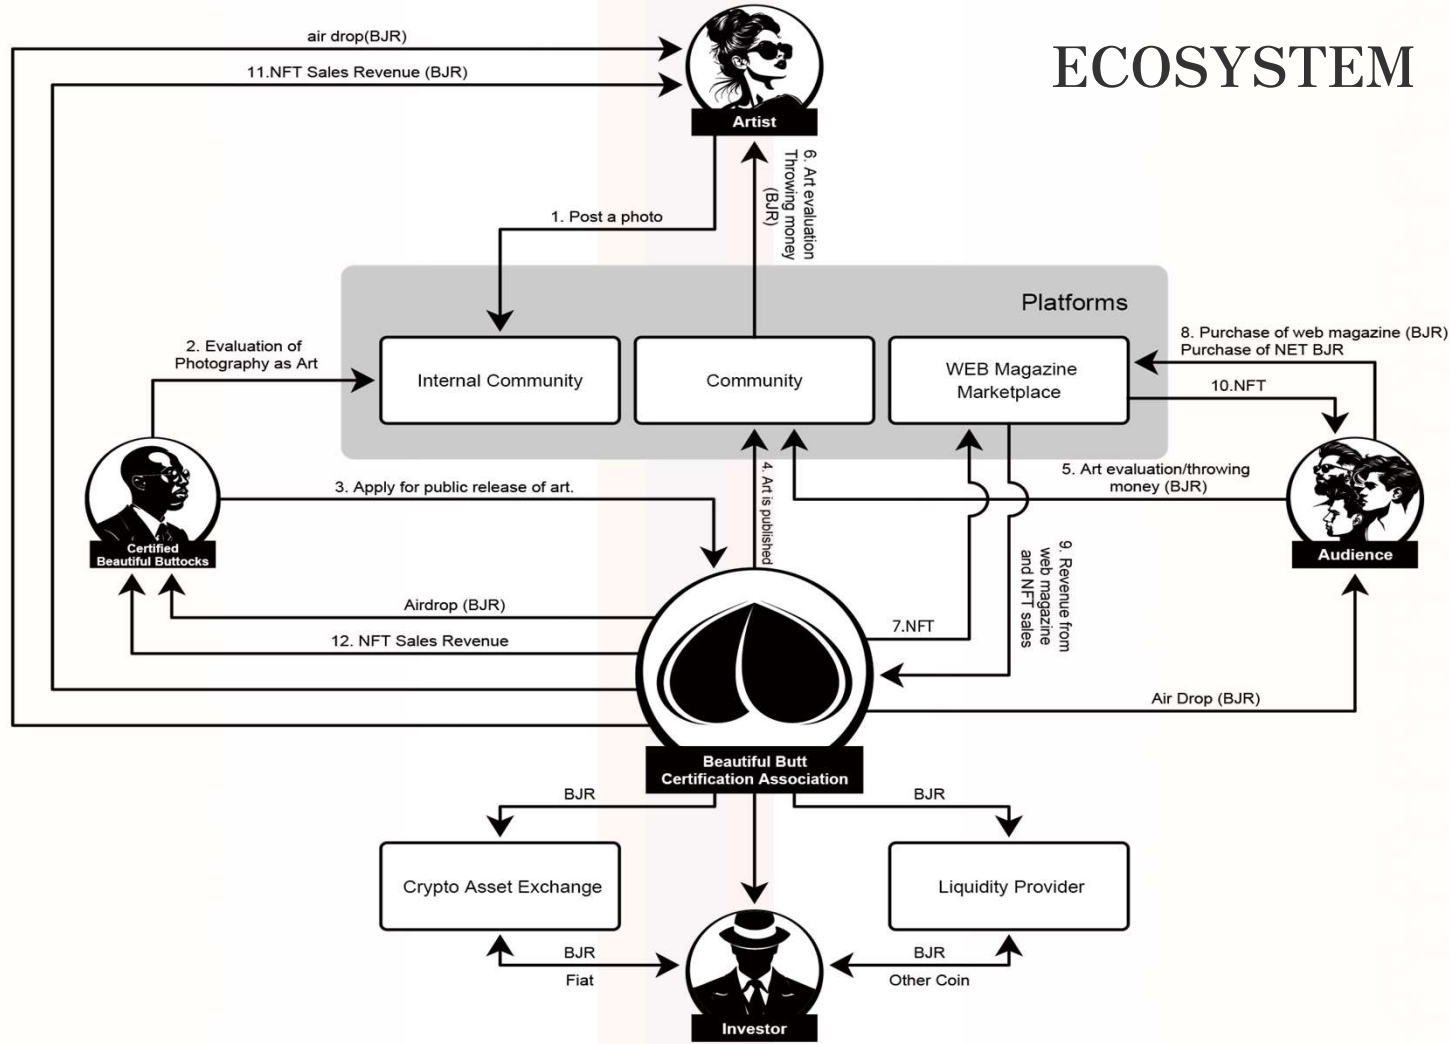 ECOSYSTEM
air drop(BJR)
11.NFT Sales Revenue (BJR)
Artist
6. Art evaluation
Throwing money
(BJR)
1. Post a photo
Platforms
2. Evaluation of
Photography as Art
Internal Community
Community
WEB Magazine
Marketplace
8. Purchase of web magazine (BJR)
Purchase of NET BJR
10.NFT
Certified
Beautiful Buttocks
3. Apply for public release of art.
4. Art is published
5. Art evaluation/throwing
money (BJR)
Audience
Airdrop (BJR)
12. NFT Sales Revenue
7.NFT
9. Revenue from
web magazine
and NFT sales
Air Drop (BJR)
Beautiful Butt
Certification Association
BJR
BJR
Crypto Asset Exchange
Liquidity Provider
BJR
Fiat
BJR
Other Coin
Investor